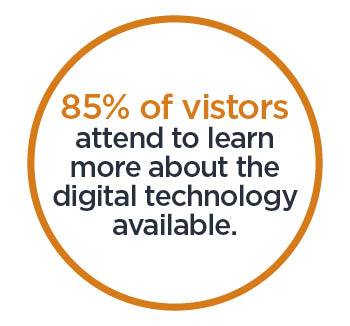 85% of vistors
attend to learn
more about the
digital technology
available.